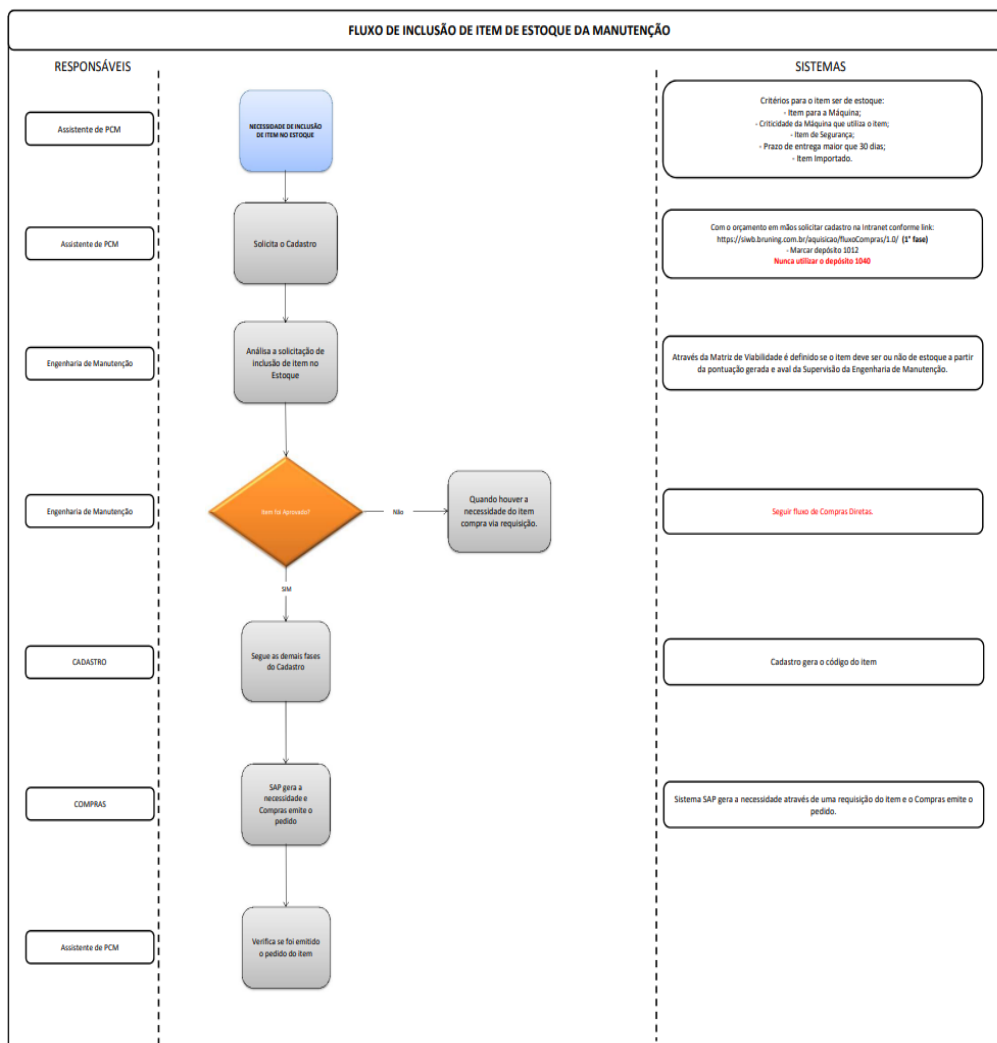 FLUXO DE INCLUSÃO DE ITEM DE ESTOQUE DA MANUTENÇÃO
RESPONSÁVEIS
SISTEMAS
Assistente de PCM
NECESSIDADE DE INCLUSÃO
DE ITEM NO ESTOQUE
Critérios para o item ser de estoque:
- Item para a Máquina;
- Criticidade da Máquina que utiliza o item;
- Item de Segurança;
- Prazo de entrega maior que 30 dias;
- Item Importado.
Assistente de PCM
Solicita o Cadastro
Com o orçamento em mãos solicitar cadastro na Intranet conforme link:
https://siwb.bruning.com.br/aquisicao/fluxoCompras/1.0/ (1° fase)
- Marcar depósito 1012
Nunca utilizar o depósito 1040
Engenharia de Manutenção
Análisa a solicitação de
inclusão de item no
Estoque
Através da Matriz de Viabilidade é definido se o item deve ser ou não de estoque a partir
da pontuação gerada e aval da Supervisão da Engenharia de Manutenção.
Engenharia de Manutenção
Item foi Aprovado?
Não
Quando houver a
necessidade do item
compra via requisição.
Seguir fluxo de Compras Diretas.
SIM
CADASTRO
Segue as demais fases
do Cadastro
Cadastro gera o código do item
COMPRAS
SAP gera a
necessidade e
Compras emite o
pedido
Sistema SAP gera a necessidade através de uma requisição do item e o Compras emite o
pedido.
Assistente de PCM
Verifica se foi emitido
o pedido do item